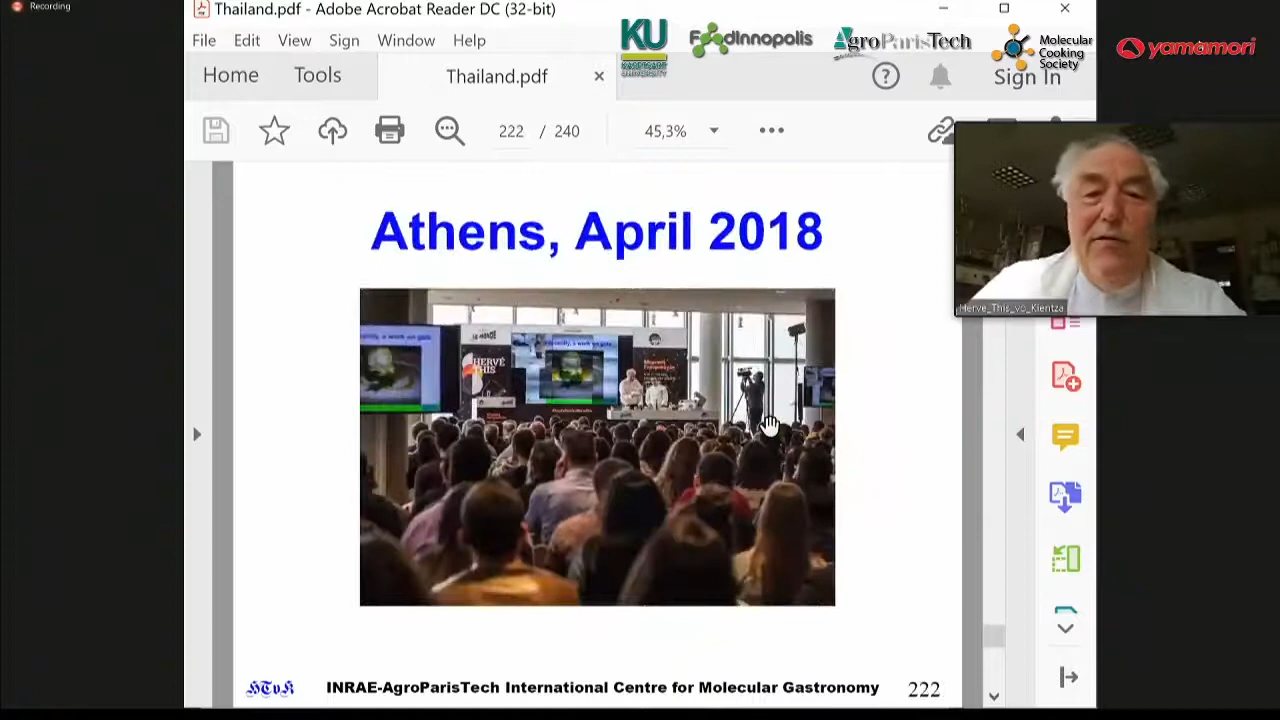 Recording
Thailand.pdf - Adobe Acrobat Reader DC (32-bit)
File Edit View Sign Window Help
KU
KASETSART
UNIVERSITY
FoodInnopolis
AgroParisTech
Molecular
Cooking
Society
yamamori
Home Tools Thailand.pdf
Sign In
222 / 240 45,3%
Herve_This_vo_Kientza
Athens, April 2018
HERVÉ
THIS
INRAE-AgroParisTech International Centre for Molecular Gastronomy 222